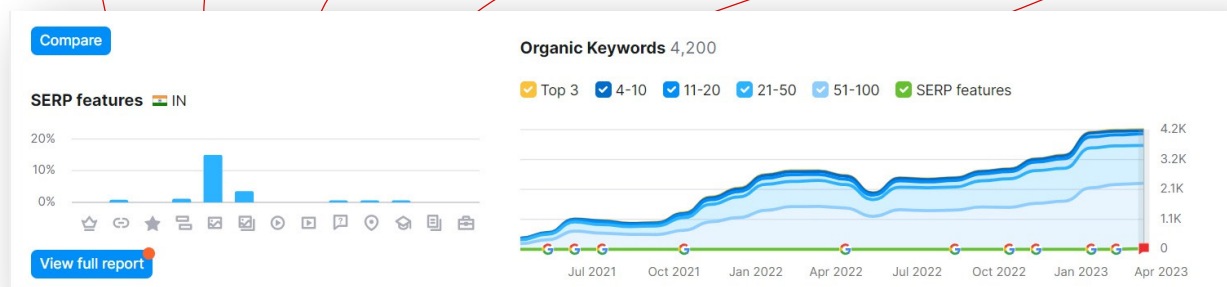 Compare
SERP features IN
20%
10%
0%
View full report
Organic Keywords 4,200
Top 3 4-10 11-20 21-50 51-100 SERP features
4.2K
3.2K
2.1K
1.1K
0
Jul 2021 Oct 2021 Jan 2022 Apr 2022 Jul 2022 Oct 2022 Jan 2023 Apr 2023